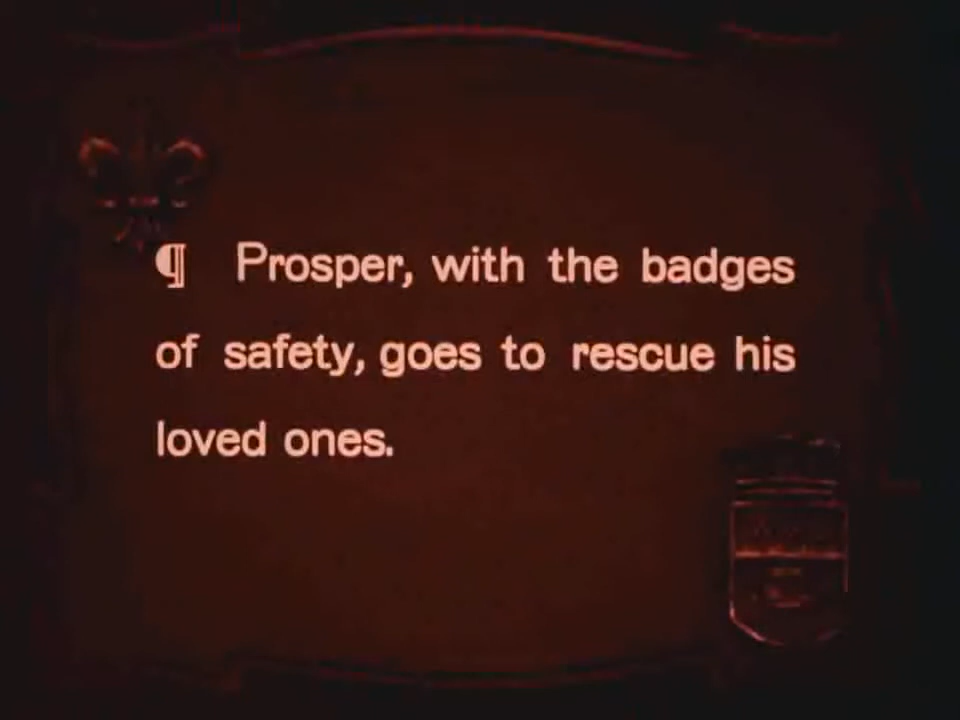 ¶ Prosper, with the badges
of safety, goes to rescue his
loved ones.